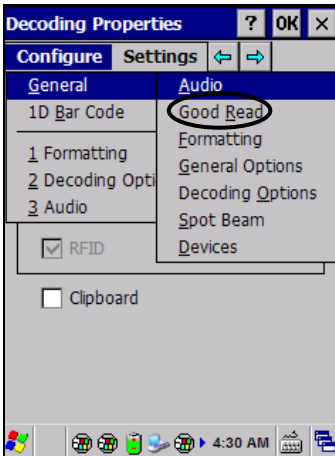 Decoding Properties ? OK ×
Configure Settings
General
1D Bar Code
1 Formatting
2 Decoding Opti
3 Audio
Audio
Good Read
Formatting
General Options
Decoding Options
Spot Beam
Devices
RFID
Clipboard
4:30 AM